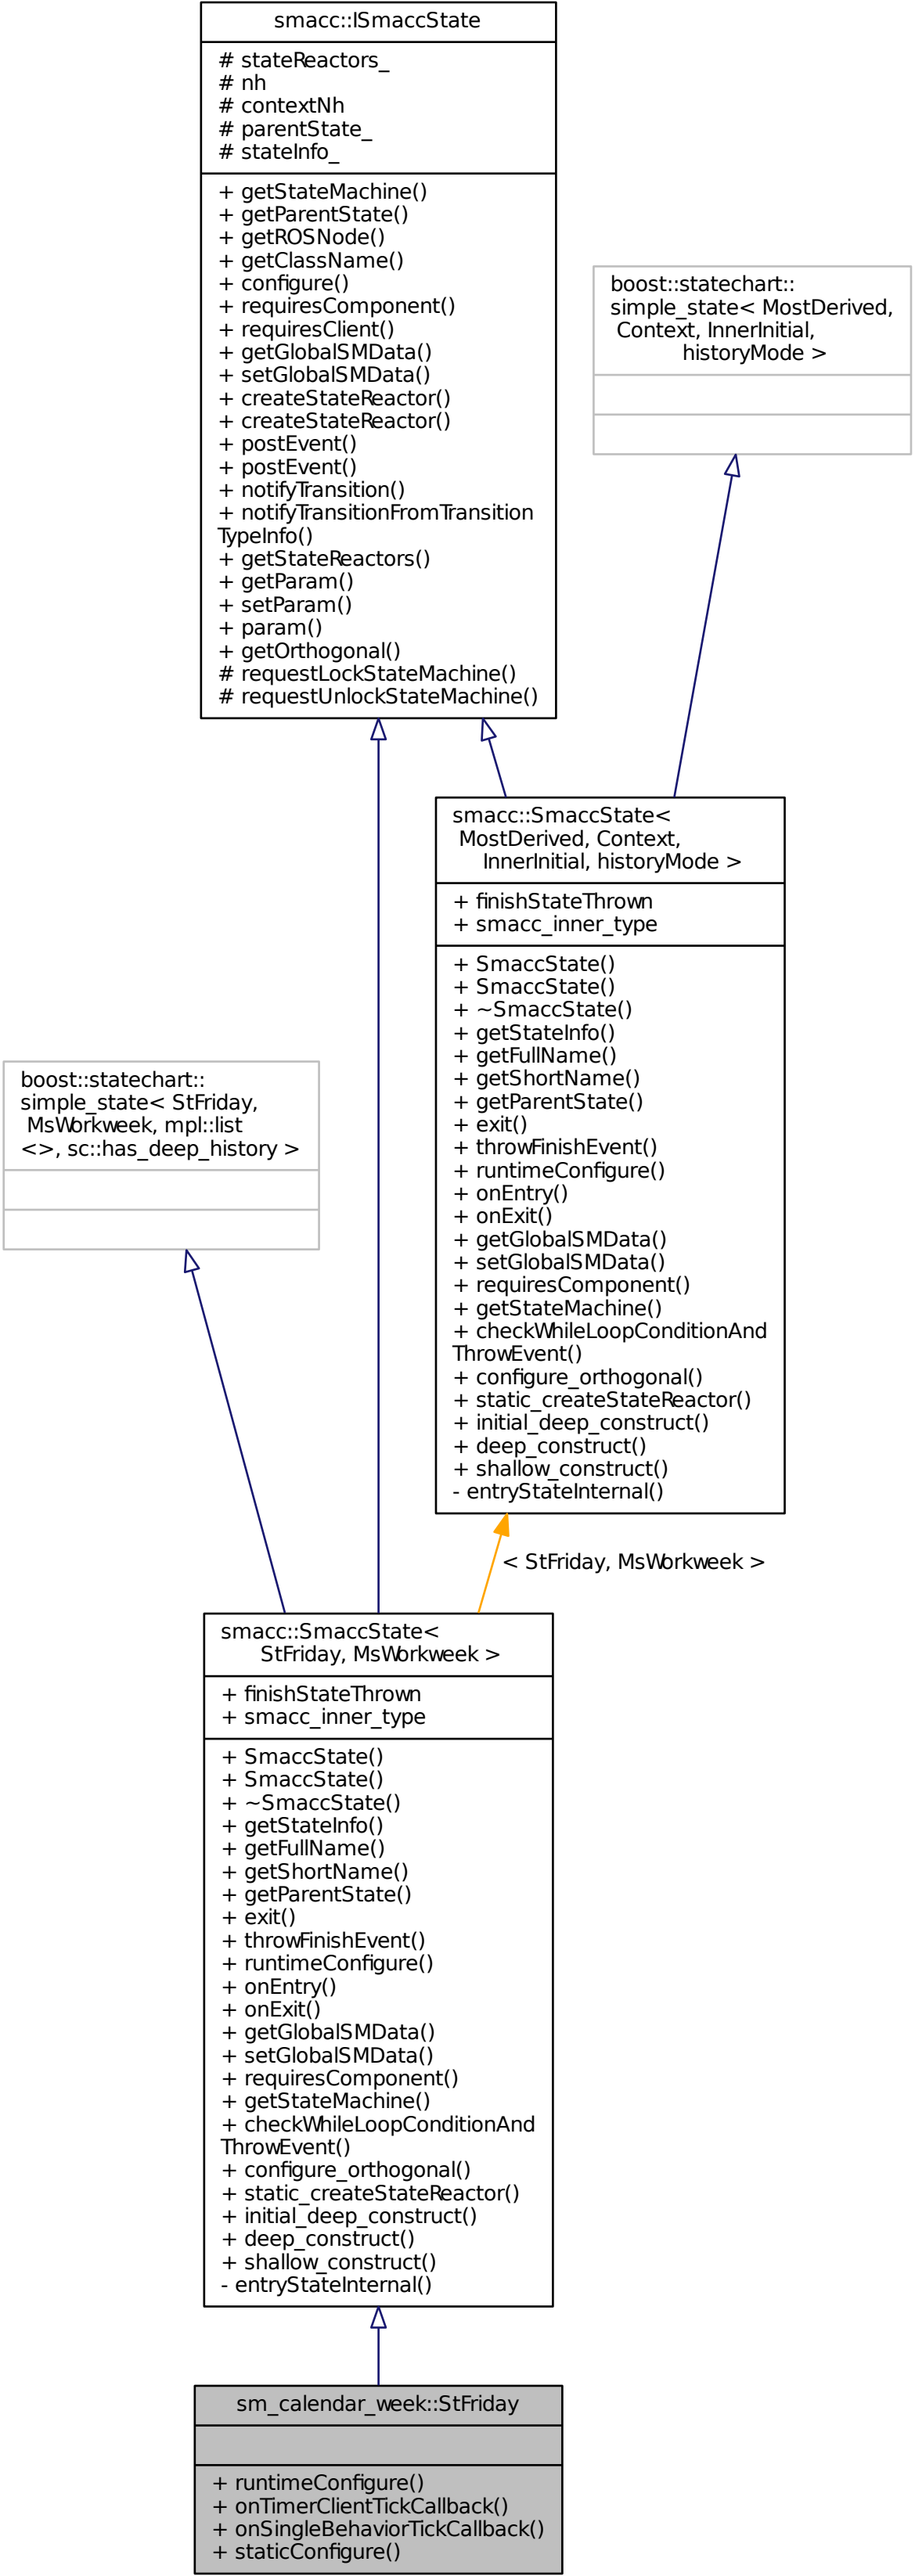 smacc::ISmaccState
# stateReactors_
# nh
# contextNh
# parentState_
# stateInfo_
+ getStateMachine()
+ getParentState()
+ getROSNode()
+ getClassName()
+ configure()
+ requiresComponent()
+ requiresClient()
+ getGlobalSMData()
+ setGlobalSMData()
+ createStateReactor()
+ createStateReactor()
+ postEvent()
+ postEvent()
+ notifyTransition()
+ notifyTransitionFromTransition
TypeInfo()
+ getStateReactors()
+ getParam()
+ setParam()
+ param()
+ getOrthogonal()
# requestLockStateMachine()
# requestUnlockStateMachine()
boost::statechart::
simple_state< MostDerived,
Context, InnerInitial,
historyMode >
smacc::SmaccState<
MostDerived, Context,
InnerInitial, historyMode >
+ finishStateThrown
+ smacc_inner_type
+ SmaccState()
+ SmaccState()
+ ~SmaccState()
+ getStateInfo()
+ getFullName()
+ getShortName()
+ getParentState()
+ exit()
+ throwFinishEvent()
+ runtimeConfigure()
+ onEntry()
+ onExit()
+ getGlobalSMData()
+ setGlobalSMData()
+ requiresComponent()
+ getStateMachine()
+ checkWhileLoopConditionAnd
ThrowEvent()
+ configure_orthogonal()
+ static_createStateReactor()
+ initial_deep_construct()
+ deep_construct()
+ shallow_construct()
- entryStateInternal()
boost::statechart::
simple_state< StFriday,
MsWorkweek, mpl::list
<>, sc::has_deep_history >
< StFriday, MsWorkweek >
smacc::SmaccState<
StFriday, MsWorkweek >
+ finishStateThrown
+ smacc_inner_type
+ SmaccState()
+ SmaccState()
+ ~SmaccState()
+ getStateInfo()
+ getFullName()
+ getShortName()
+ getParentState()
+ exit()
+ throwFinishEvent()
+ runtimeConfigure()
+ onEntry()
+ onExit()
+ getGlobalSMData()
+ setGlobalSMData()
+ requiresComponent()
+ getStateMachine()
+ checkWhileLoopConditionAnd
ThrowEvent()
+ configure_orthogonal()
+ static_createStateReactor()
+ initial_deep_construct()
+ deep_construct()
+ shallow_construct()
- entryStateInternal()
sm_calendar_week::StFriday
+ runtimeConfigure()
+ onTimerClientTickCallback()
+ onSingleBehaviorTickCallback()
+ staticConfigure()